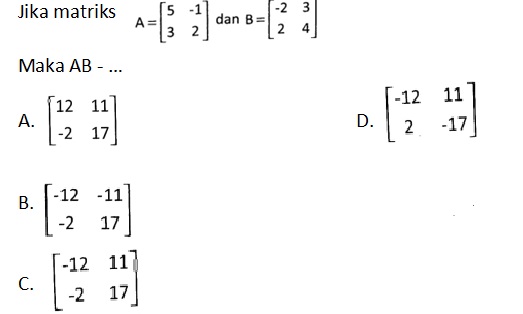 Jika matriks A=[5 -1 3 2] dan B=[-2 3 2 4]
Maka AB - ...
A. [12 11 -2 17]
B. [-12 -11 -2 17]
C. [-12 11 -2 17]
D. [-12 11 2 -17]